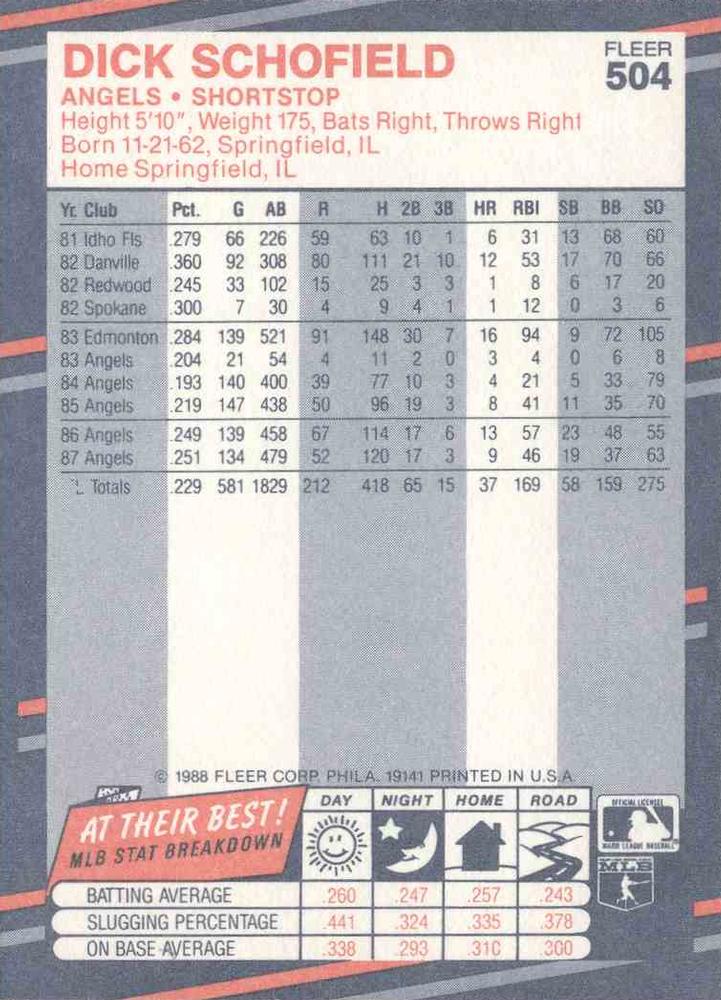 DICK SCHOFIELD
FLEER
504
ANGELS • SHORTSTOP
Height 5'10", Weight 175, Bats Right, Throws Right
Born 11-21-62, Springfield, IL
Home Springfield, IL
Yr. Club Pct. G AB R H 2B 3B HR RBI SB BB SO
81 Idho Fls .279 66 226 59 63 10 1 6 31 13 68 60
82 Danville .360 92 308 80 111 21 10 12 53 17 70 66
82 Redwood .245 33 102 15 25 3 3 1 8 6 17 20
82 Spokane .300 7 30 4 9 4 1 1 12 0 3 6
83 Edmonton .284 139 521 91 148 30 7 16 94 9 72 105
83 Angels .204 21 54 4 11 2 0 3 4 0 6 8
84 Angels .193 140 400 39 77 10 3 4 21 5 33 79
85 Angels .219 147 438 50 96 19 3 8 41 11 35 70
86 Angels .249 139 458 67 114 17 6 13 57 23 48 55
87 Angels .251 134 479 52 120 17 3 9 46 19 37 63
L Totals .229 581 1829 212 418 65 15 37 169 58 159 275
© 1988 FLEER CORP. PHILA. 19141 PRINTED IN U.S.A.
AT THEIR BEST!
MLB STAT BREAKDOWN
DAY NIGHT HOME ROAD
BATTING AVERAGE .260 .247 .257 .243
SLUGGING PERCENTAGE .441 .324 .335 .378
ON BASE AVERAGE .338 .293 .310 .300
OFFICIAL LICENSEE
MAJOR LEAGUE BASEBALL
MLB